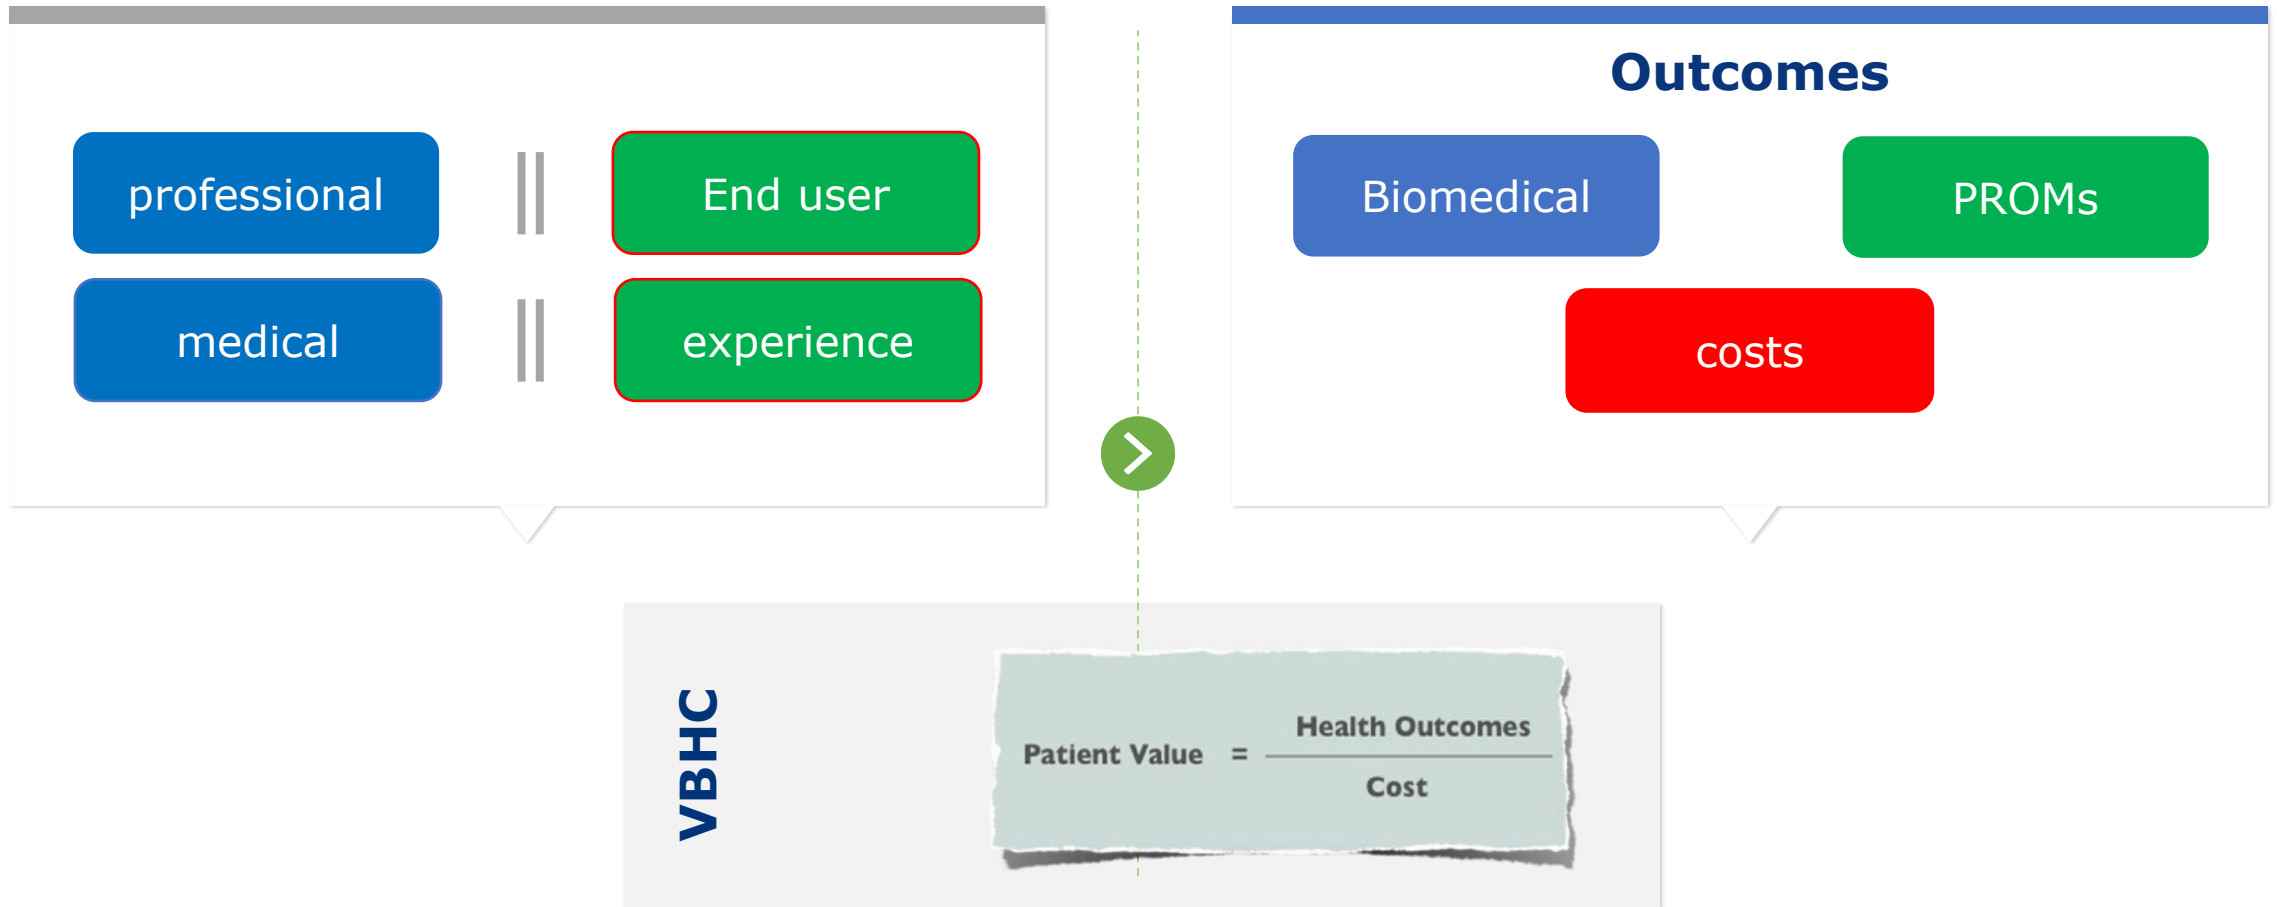 professional
End user
medical
experience
Outcomes
Biomedical
PROMs
costs
VBHC
Patient Value = Health Outcomes
Cost